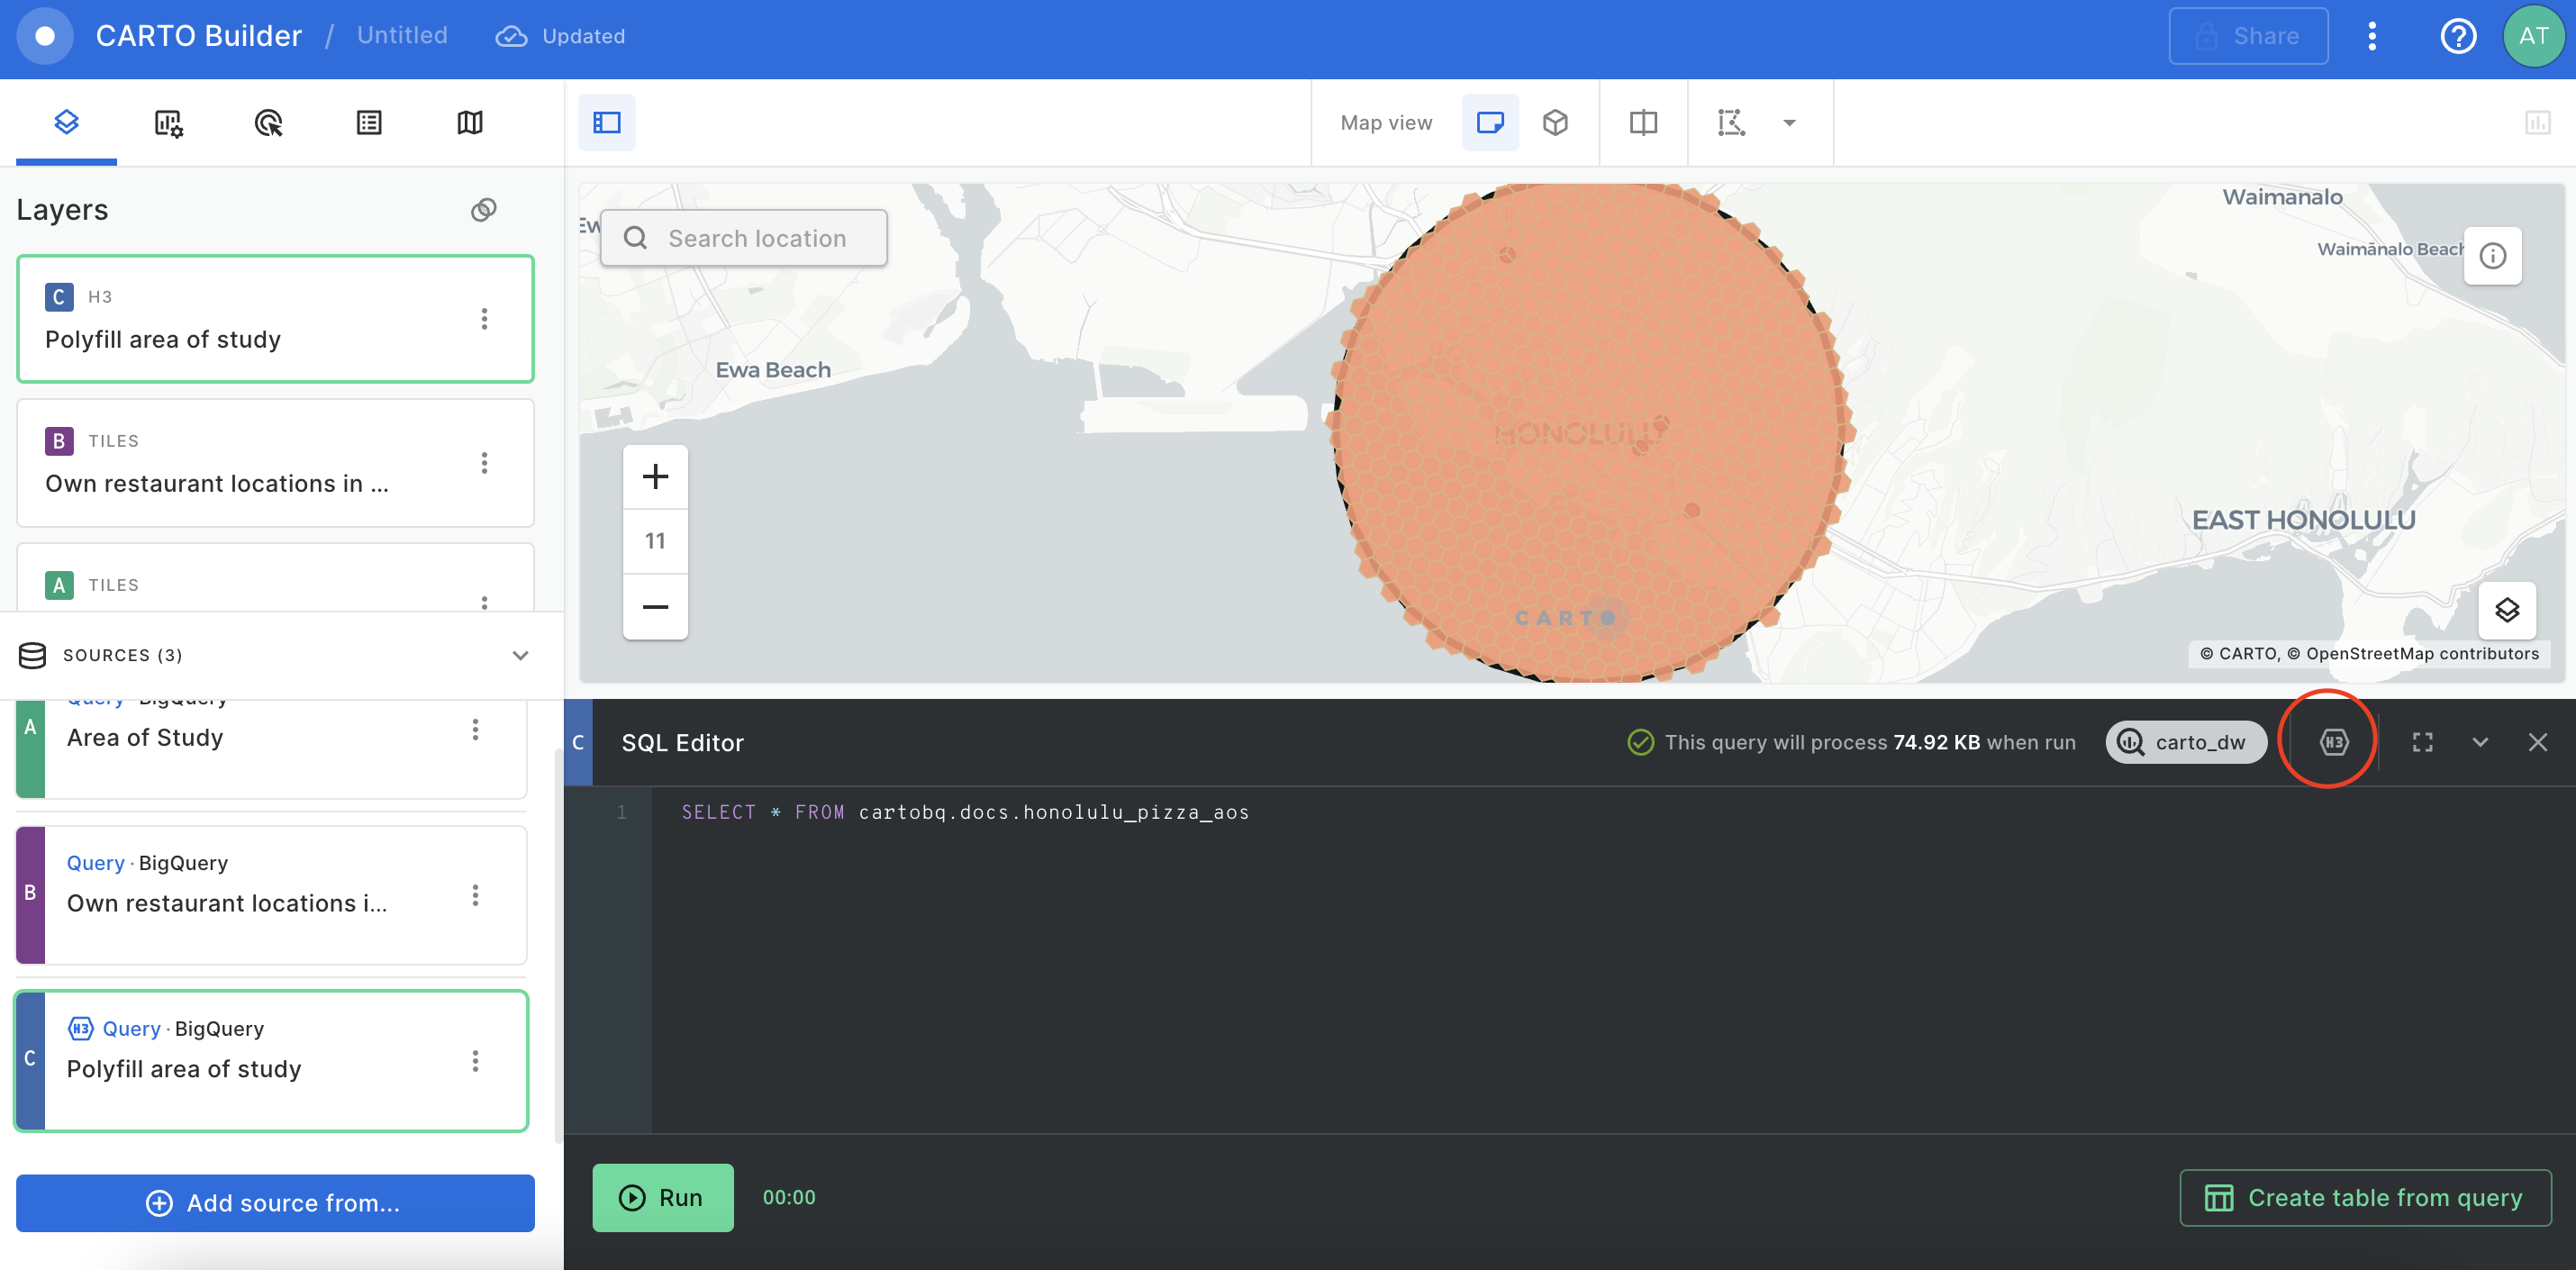 CARTO Builder / Untitled Updated
Share
AT
Map view
Layers
C H3
Polyfill area of study
B TILES
Own restaurant locations in ...
A TILES
SOURCES (3)
A
Query · BigQuery
Area of Study
B
Query · BigQuery
Own restaurant locations i...
C
H3 Query · BigQuery
Polyfill area of study
Add source from...
Search location
11
Ewa Beach
HONOLULU
Waimanalo
Waimānalo Beach
EAST HONOLULU
CARTO
© CARTO, © OpenStreetMap contributors
C SQL Editor
This query will process 74.92 KB when run
carto_dw
H3
1 SELECT * FROM cartobq.docs.honolulu_pizza_aos
Run 00:00
Create table from query